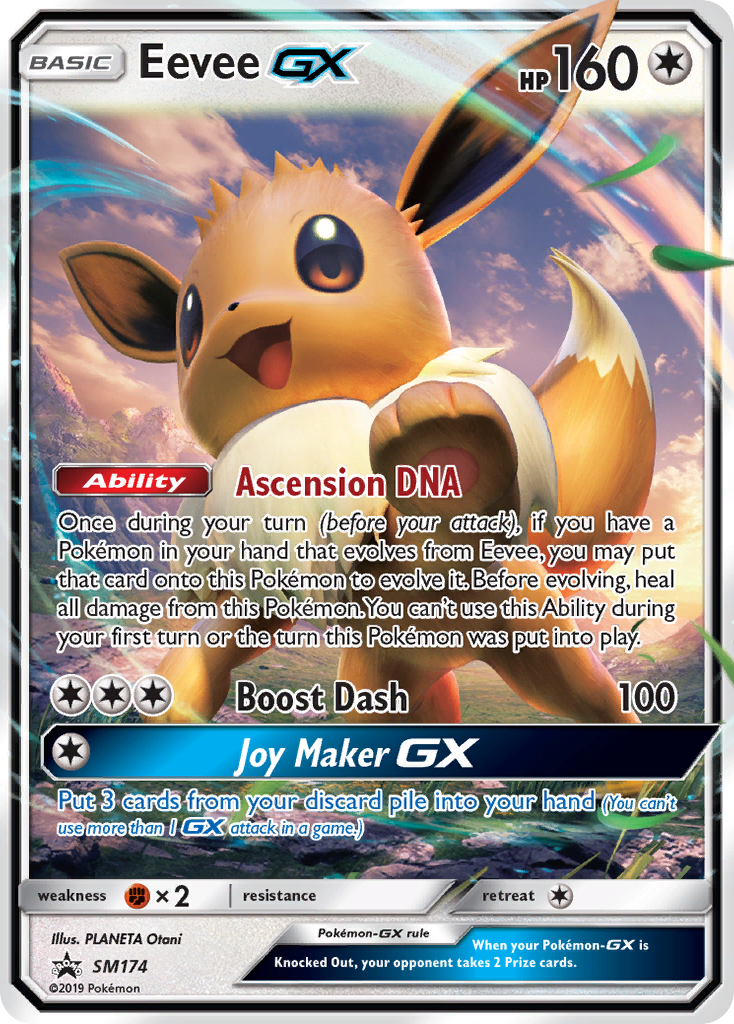 BASIC Eevee GX HP 160
Ability Ascension DNA
Once during your turn (before your attack), if you have a
Pokémon in your hand that evolves from Eevee, you may put
that card onto this Pokémon to evolve it. Before evolving, heal
all damage from this Pokémon. You can't use this Ability during
your first turn or the turn this Pokémon was put into play.
Boost Dash 100
Joy Maker GX
Put 3 cards from your discard pile into your hand (You can't
use more than 1 GX attack in a game.)
weakness ×2 resistance retreat
Illus. PLANETA Otani
Pokémon-GX rule
When your Pokémon-GX is
Knocked Out, your opponent takes 2 Prize cards.
PROMO SM174
©2019 Pokémon